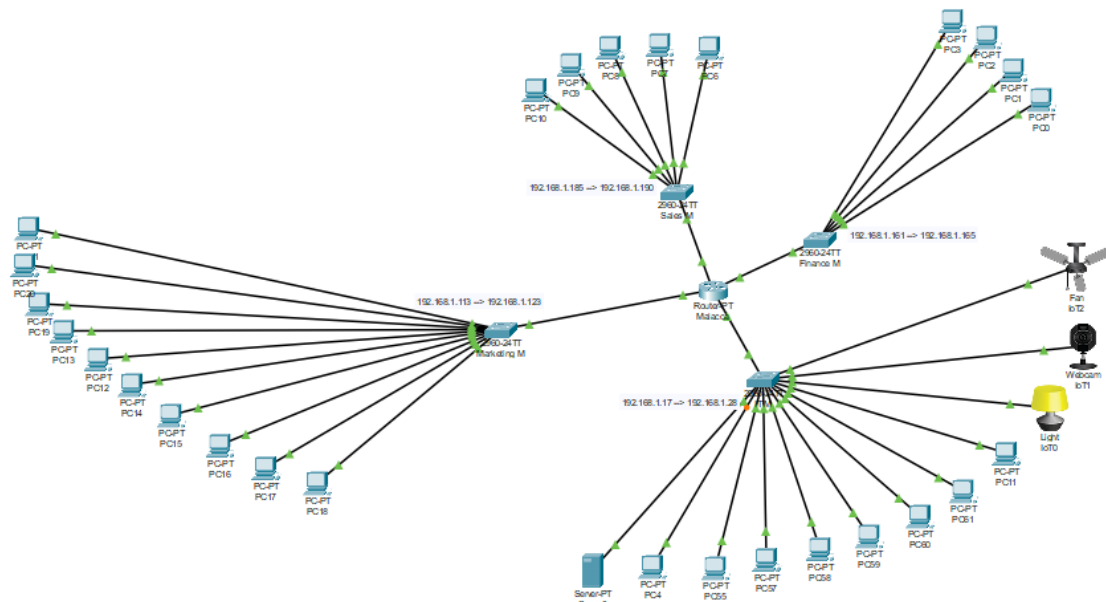 PC-PT
PC3
PC-PT
PC2
PC-PT
PC1
PC-PT
PC0
PC-PT
PC8
PC-PT
PC-PT
PC6
PC-PT
PC9
PC-PT
PC10
192.168.1.185 --> 192.168.1.190
2960-24TT
Sales M
192.168.1.161 --> 192.168.1.165
2960-24TT
Finance M
PC-PT
PC-PT
PC20
PC-PT
PC19
PC-PT
PC13
PC-PT
PC12
PC-PT
PC14
PC-PT
PC15
PC-PT
PC16
PC-PT
PC17
PC-PT
PC18
192.168.1.113 --> 192.168.1.123
2960-24TT
Marketing M
Router-PT
Fan
IoT2
Webcam
IoT1
Light
IoT0
192.168.1.17 --> 192.168.1.28
PC-PT
PC11
PC-PT
PC61
PC-PT
PC60
PC-PT
PC59
PC-PT
PC58
PC-PT
PC57
PC-PT
PC55
PC-PT
PC4
Server-PT